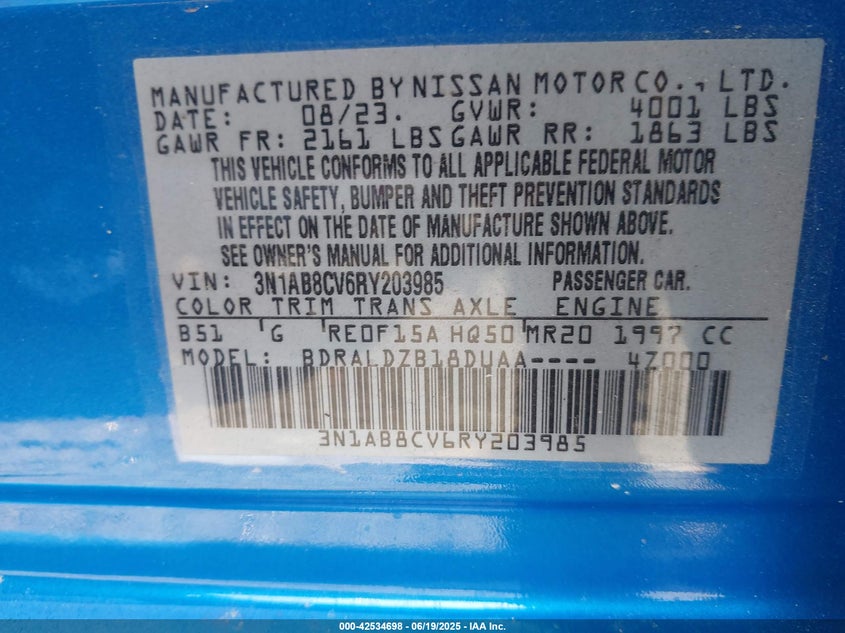 MANUFACTURED BY NISSAN MOTOR CO., LTD.
DATE: 08/23. GVWR: 4001 LBS
GAWR FR: 2161 LBS GAWR RR: 1863 LBS
THIS VEHICLE CONFORMS TO ALL APPLICABLE FEDERAL MOTOR
VEHICLE SAFETY, BUMPER AND THEFT PREVENTION STANDARDS
IN EFFECT ON THE DATE OF MANUFACTURE SHOWN ABOVE.
SEE OWNER'S MANUAL FOR ADDITIONAL INFORMATION.
VIN: 3N1AB8CV6RY203985 PASSENGER CAR.
COLOR TRIM TRANS AXLE ENGINE
B51 G RE0F15A HQ50 MR20 1997 CC
MODEL: BDRALDZB18DUAA---- 4Z000
3N1AB8CV6RY203985
000-42534698 - 06/19/2025 - IAA Inc.